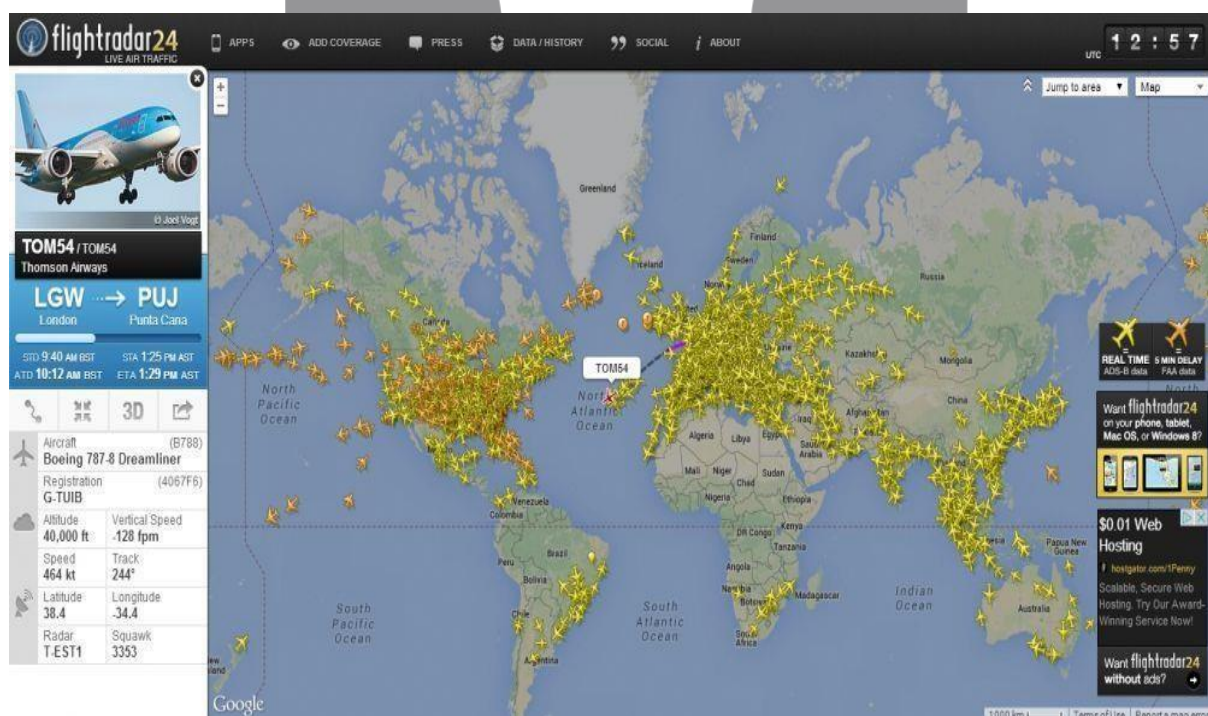 flightradar24
LIVE AIR TRAFFIC
APPS
ADD COVERAGE
PRESS
DATA / HISTORY
SOCIAL
ABOUT
UTC 12:57
© Joel Vogt
TOM54 / TOM54
Thomson Airways
LGW → PUJ
London Punta Cana
STD 9:40 AM BST STA 1:25 PM AST
ATD 10:12 AM BST ETA 1:29 PM AST
3D
Aircraft (B788)
Boeing 787-8 Dreamliner
Registration (4067F6)
G-TUIB
Altitude Vertical Speed
40,000 ft -128 fpm
Speed Track
464 kt 244°
Latitude Longitude
38.4 -34.4
Radar Squawk
T-EST1 3353
+
-
Jump to area
Map
Greenland
Iceland
Finland
Sweden
Russia
Canada
TOM54
Kazakhst
Mongolia
North
Pacific
Ocean
North
Atlantic
Ocean
China
Iraq
Afghanistan
Algeria
Libya
Egypt
Saudi
Arabia
Mali
Niger
Chad
Sudan
Nigeria
Ethiopia
Venezuela
Colombia
DR Congo
Kenya
Tanzania
Papua New
Guinea
Brazil
Peru
Bolivia
Angola
Namibia
Botswana
Madagascar
Chile
South
Pacific
Ocean
South
Atlantic
Ocean
Indian
Ocean
Australia
South
Africa
Argentina
Google
REAL TIME
ADS-B data
5 MIN DELAY
FAA data
Want flightradar24
on your phone, tablet,
Mac OS, or Windows 8?
$0.01 Web
Hosting
hostgator.com/1Penny
Scalable, Secure Web
Hosting. Try Our Award-
Winning Service Now!
Want flightradar24
without ads?
1000 km
Terms of Use
Report a map error